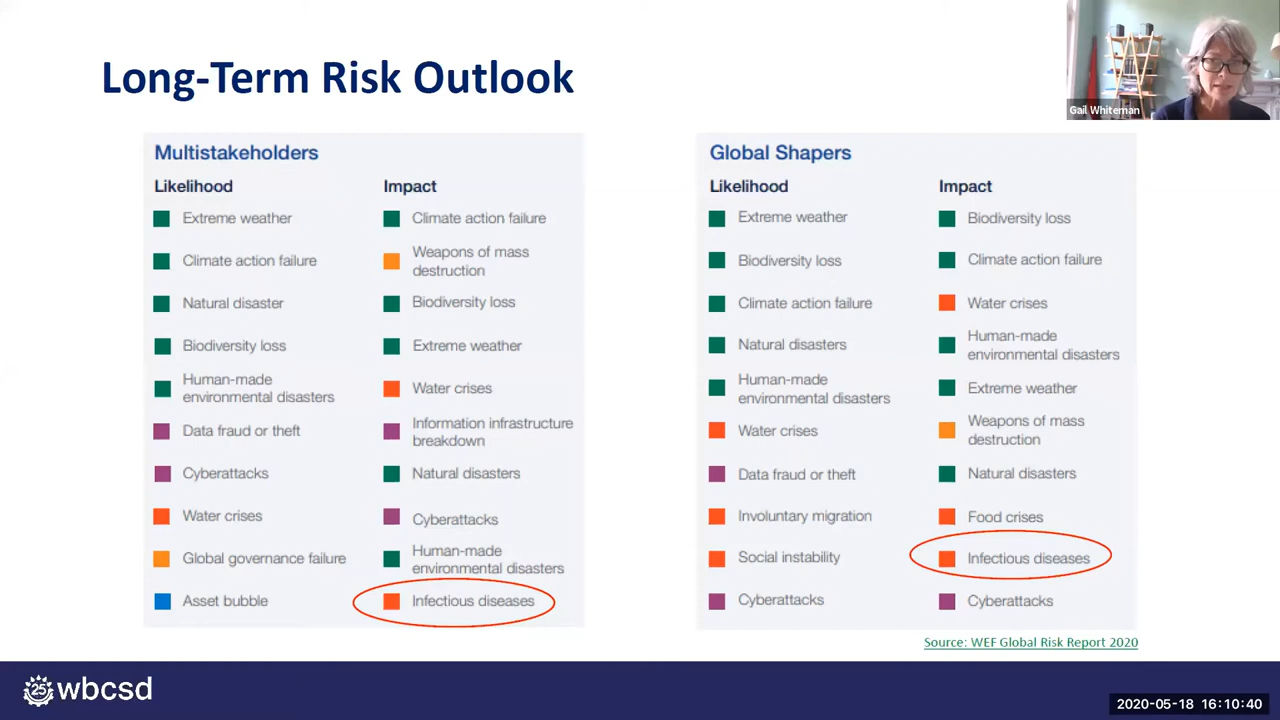 Long-Term Risk Outlook
Gail Whiteman
Multistakeholders
Likelihood
Extreme weather
Climate action failure
Natural disaster
Biodiversity loss
Human-made
environmental disasters
Data fraud or theft
Cyberattacks
Water crises
Global governance failure
Asset bubble
Impact
Climate action failure
Weapons of mass
destruction
Biodiversity loss
Extreme weather
Water crises
Information infrastructure
breakdown
Natural disasters
Cyberattacks
Human-made
environmental disasters
Infectious diseases
Global Shapers
Likelihood
Extreme weather
Biodiversity loss
Climate action failure
Natural disasters
Human-made
environmental disasters
Water crises
Data fraud or theft
Involuntary migration
Social instability
Cyberattacks
Impact
Biodiversity loss
Climate action failure
Water crises
Human-made
environmental disasters
Extreme weather
Weapons of mass
destruction
Natural disasters
Food crises
Infectious diseases
Cyberattacks
Source: WEF Global Risk Report 2020
25 wbcsd
2020-05-18 16:10:40